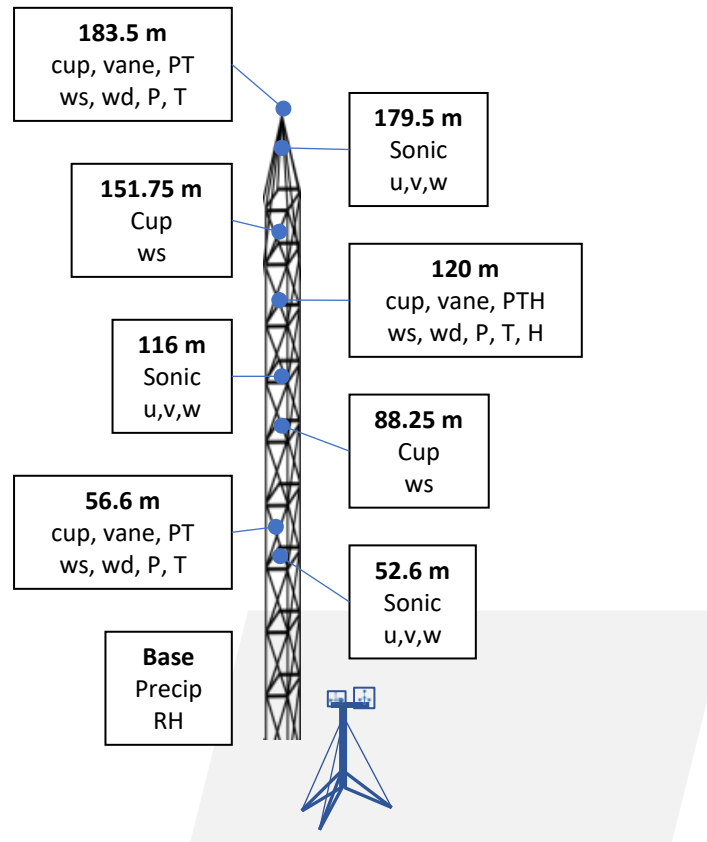 183.5 m
cup, vane, PT
ws, wd, P, T
179.5 m
Sonic
u,v,w
151.75 m
Cup
ws
120 m
cup, vane, PTH
ws, wd, P, T, H
116 m
Sonic
u,v,w
88.25 m
Cup
ws
56.6 m
cup, vane, PT
ws, wd, P, T
52.6 m
Sonic
u,v,w
Base
Precip
RH